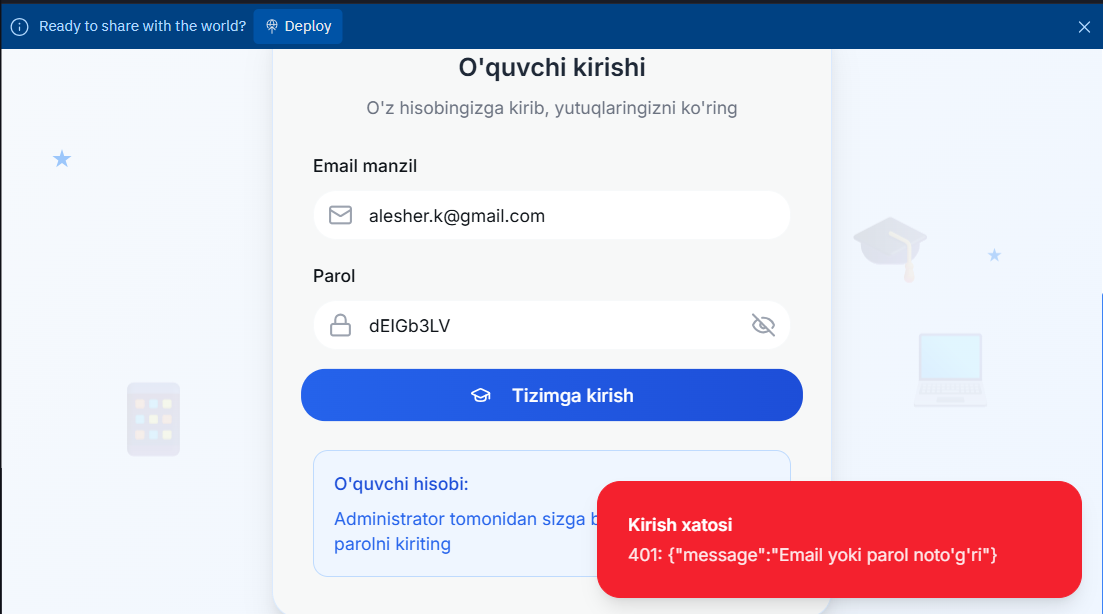 Ready to share with the world? Deploy
O'quvchi kirishi
O'z hisobingizga kirib, yutuqlaringizni ko'ring
Email manzil
alesher.k@gmail.com
Parol
dEIGb3LV
Tizimga kirish
O'quvchi hisobi:
Administrator tomonidan sizga
parolni kiriting
Kirish xatosi
401: {"message":"Email yoki parol noto'g'ri"}